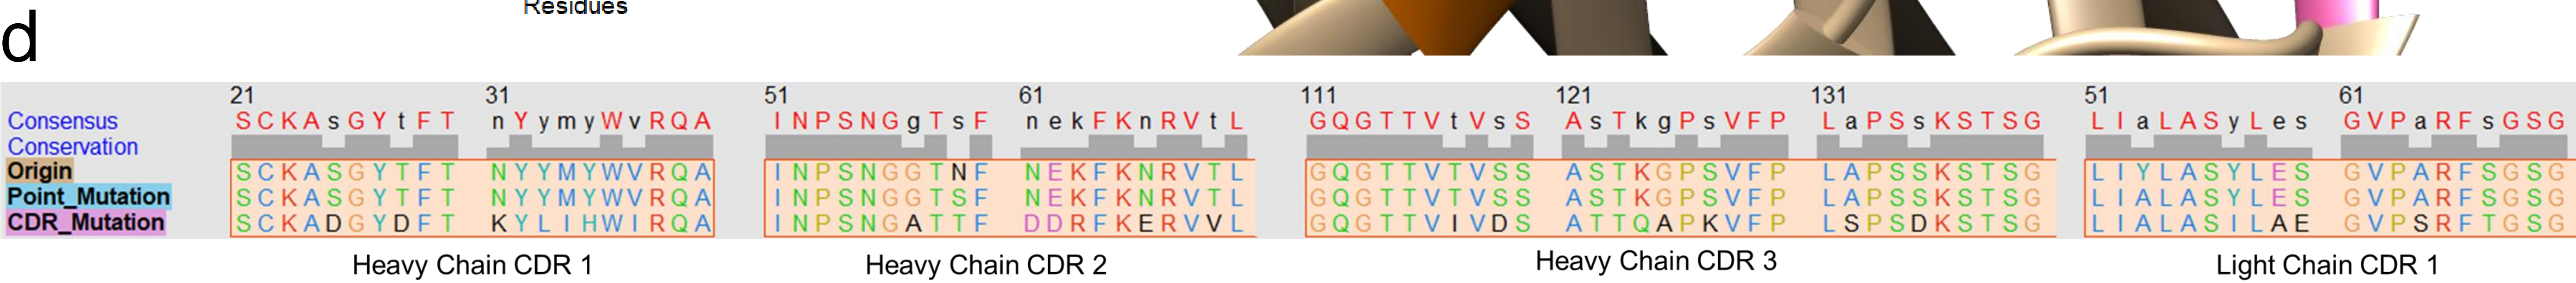 Residues
d
21 31 51 61 111 121 131 51 61
Consensus S C K A s G Y t F T n Y y m y W v R Q A I N P S N G g T s F n e k F K n R V t L G Q G T T V t V s S A s T k g P s V F P L a P S s K S T S G L I a L A S y L e s G V P a R F s G S G
Conservation
Origin S C K A S G Y T F T N Y Y M Y W V R Q A I N P S N G G T N F N E K F K N R V T L G Q G T T V T V S S A S T K G P S V F P L A P S S K S T S G L I Y L A S Y L E S G V P A R F S G S G
Point_Mutation S C K A S G Y T F T N Y Y M Y W V R Q A I N P S N G G T S F N E K F K N R V T L G Q G T T V T V S S A S T K G P S V F P L A P S S K S T S G L I A L A S Y L E S G V P A R F S G S G
CDR_Mutation S C K A D G Y D F T K Y L I H W I R Q A I N P S N G A T T F D D R F K E R V V L G Q G T T V I V D S A T T Q A P K V F P L S P S D K S T S G L I A L A S I L A E G V P S R F T G S G
Heavy Chain CDR 1 Heavy Chain CDR 2 Heavy Chain CDR 3 Light Chain CDR 1